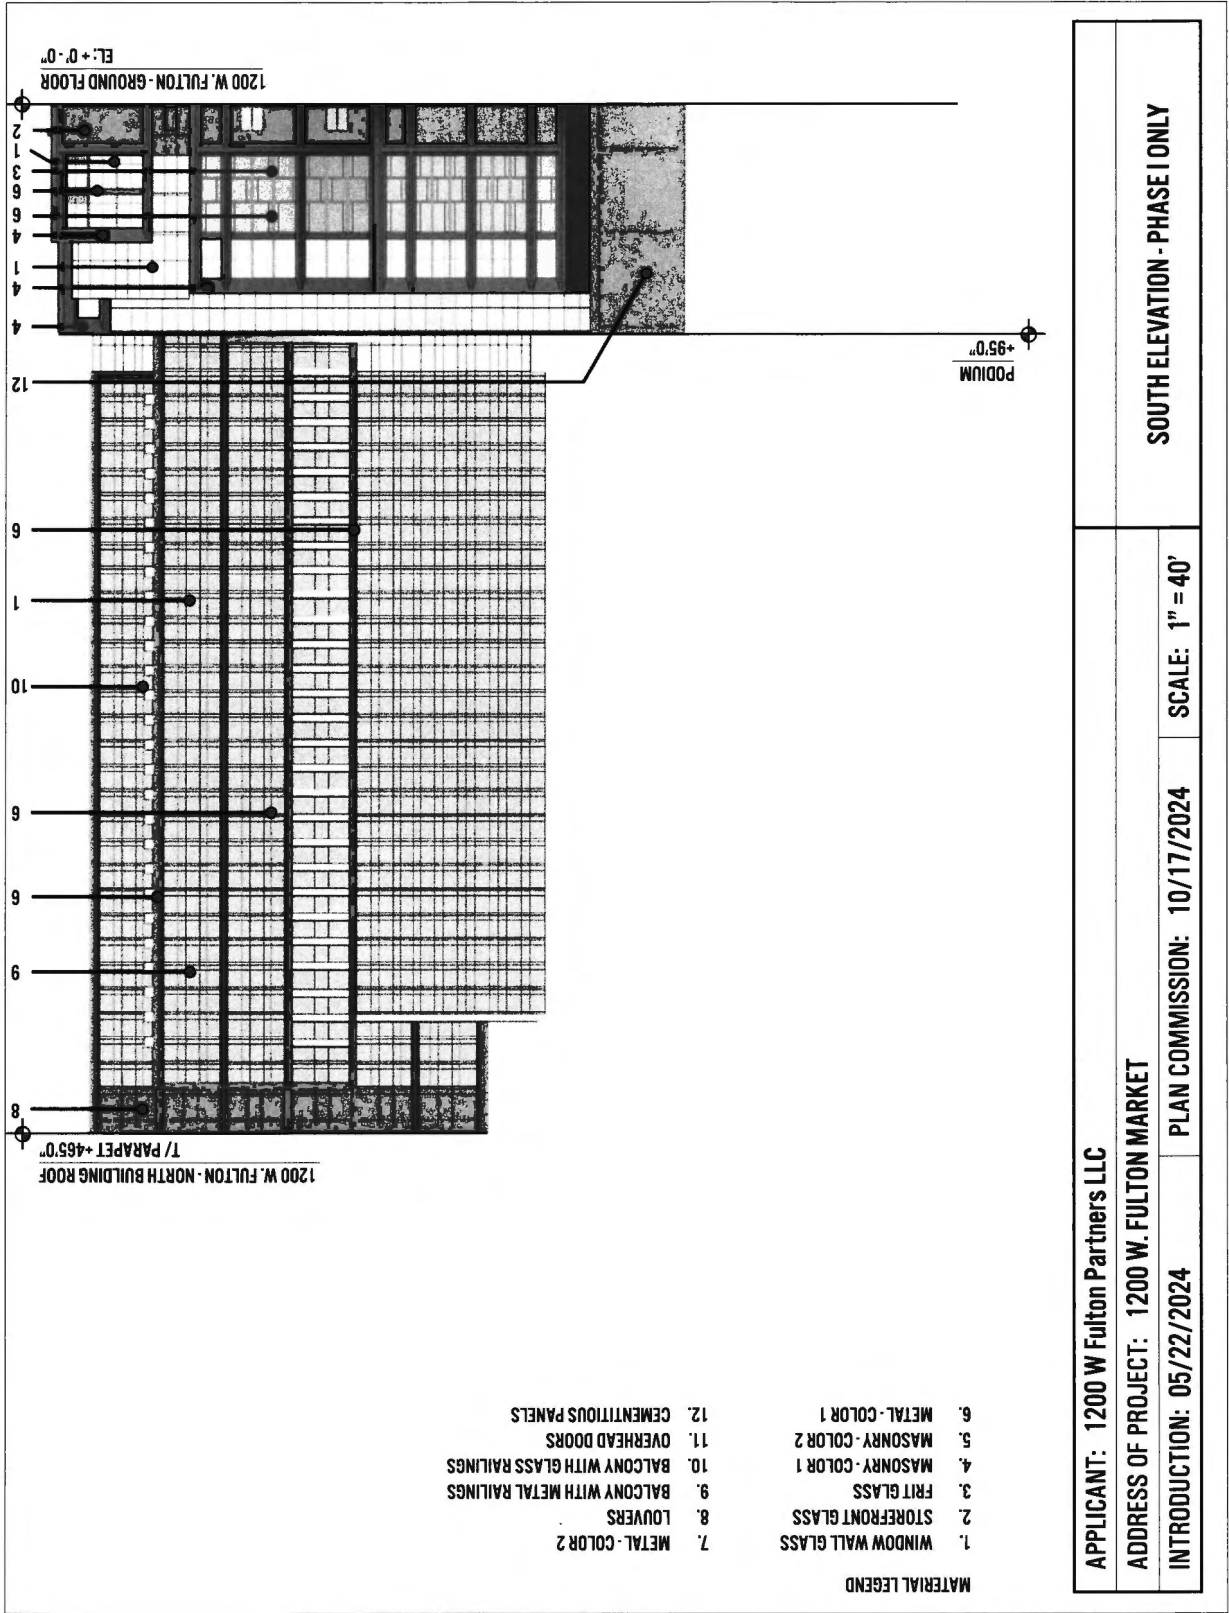 MATERIAL LEGEND
1. WINDOW WALL GLASS
2. STOREFRONT GLASS
3. FRIT GLASS
4. MASONRY - COLOR 1
5. MASONRY - COLOR 2
6. METAL - COLOR 1
7. METAL - COLOR 2
8. LOUVERS
9. BALCONY WITH METAL RAILINGS
10. BALCONY WITH GLASS RAILINGS
11. OVERHEAD DOORS
12. CEMENTITIOUS PANELS
1200 W. FULTON - NORTH BUILDING ROOF
T/ PARAPET +465'0"
8
6
6
6
10
1
6
12
PODIUM
+95'0"
4
4
1
4
6
6
3
1
2
1200 W. FULTON - GROUND FLOOR
EL: + 0' - 0"
APPLICANT: 1200 W Fulton Partners LLC
ADDRESS OF PROJECT: 1200 W. FULTON MARKET
INTRODUCTION: 05/22/2024
PLAN COMMISSION: 10/17/2024
SCALE: 1" = 40'
SOUTH ELEVATION - PHASE I ONLY